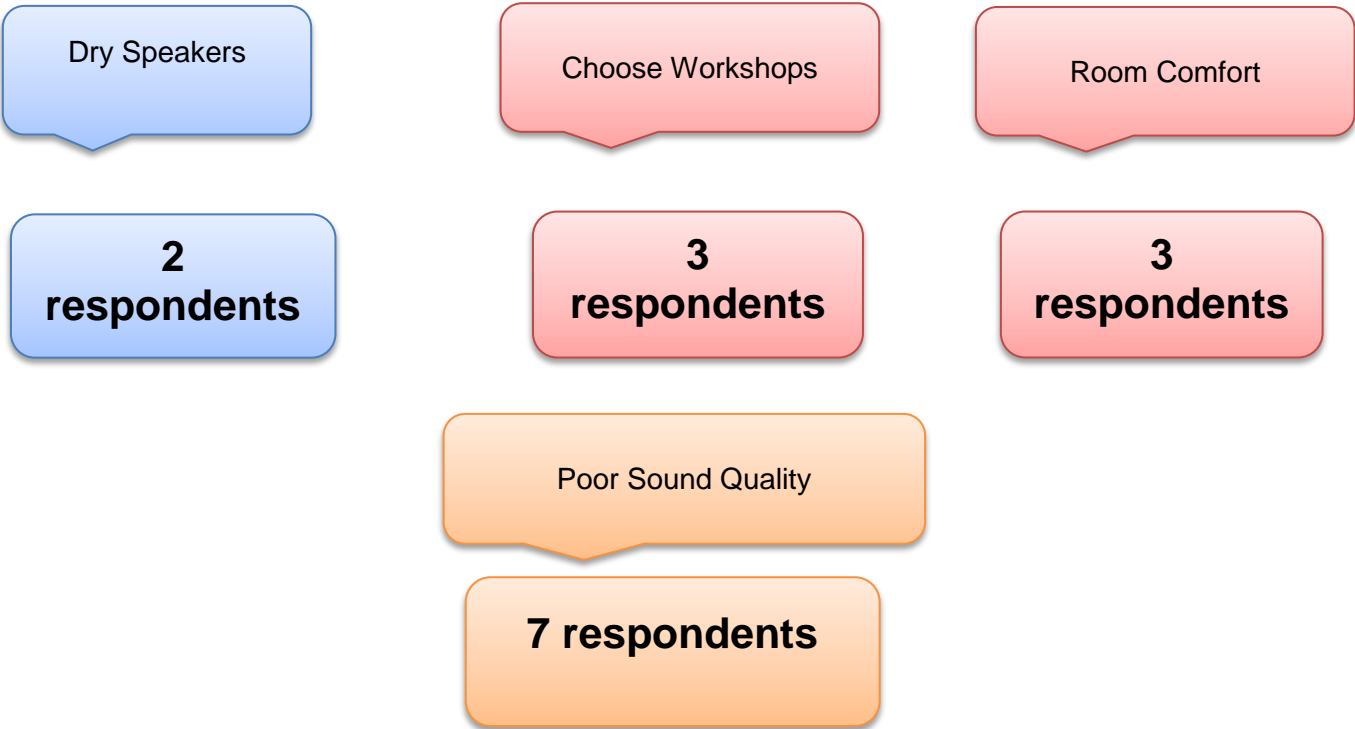 Dry Speakers
Choose Workshops
Room Comfort
2
respondents
3
respondents
3
respondents
Poor Sound Quality
7 respondents